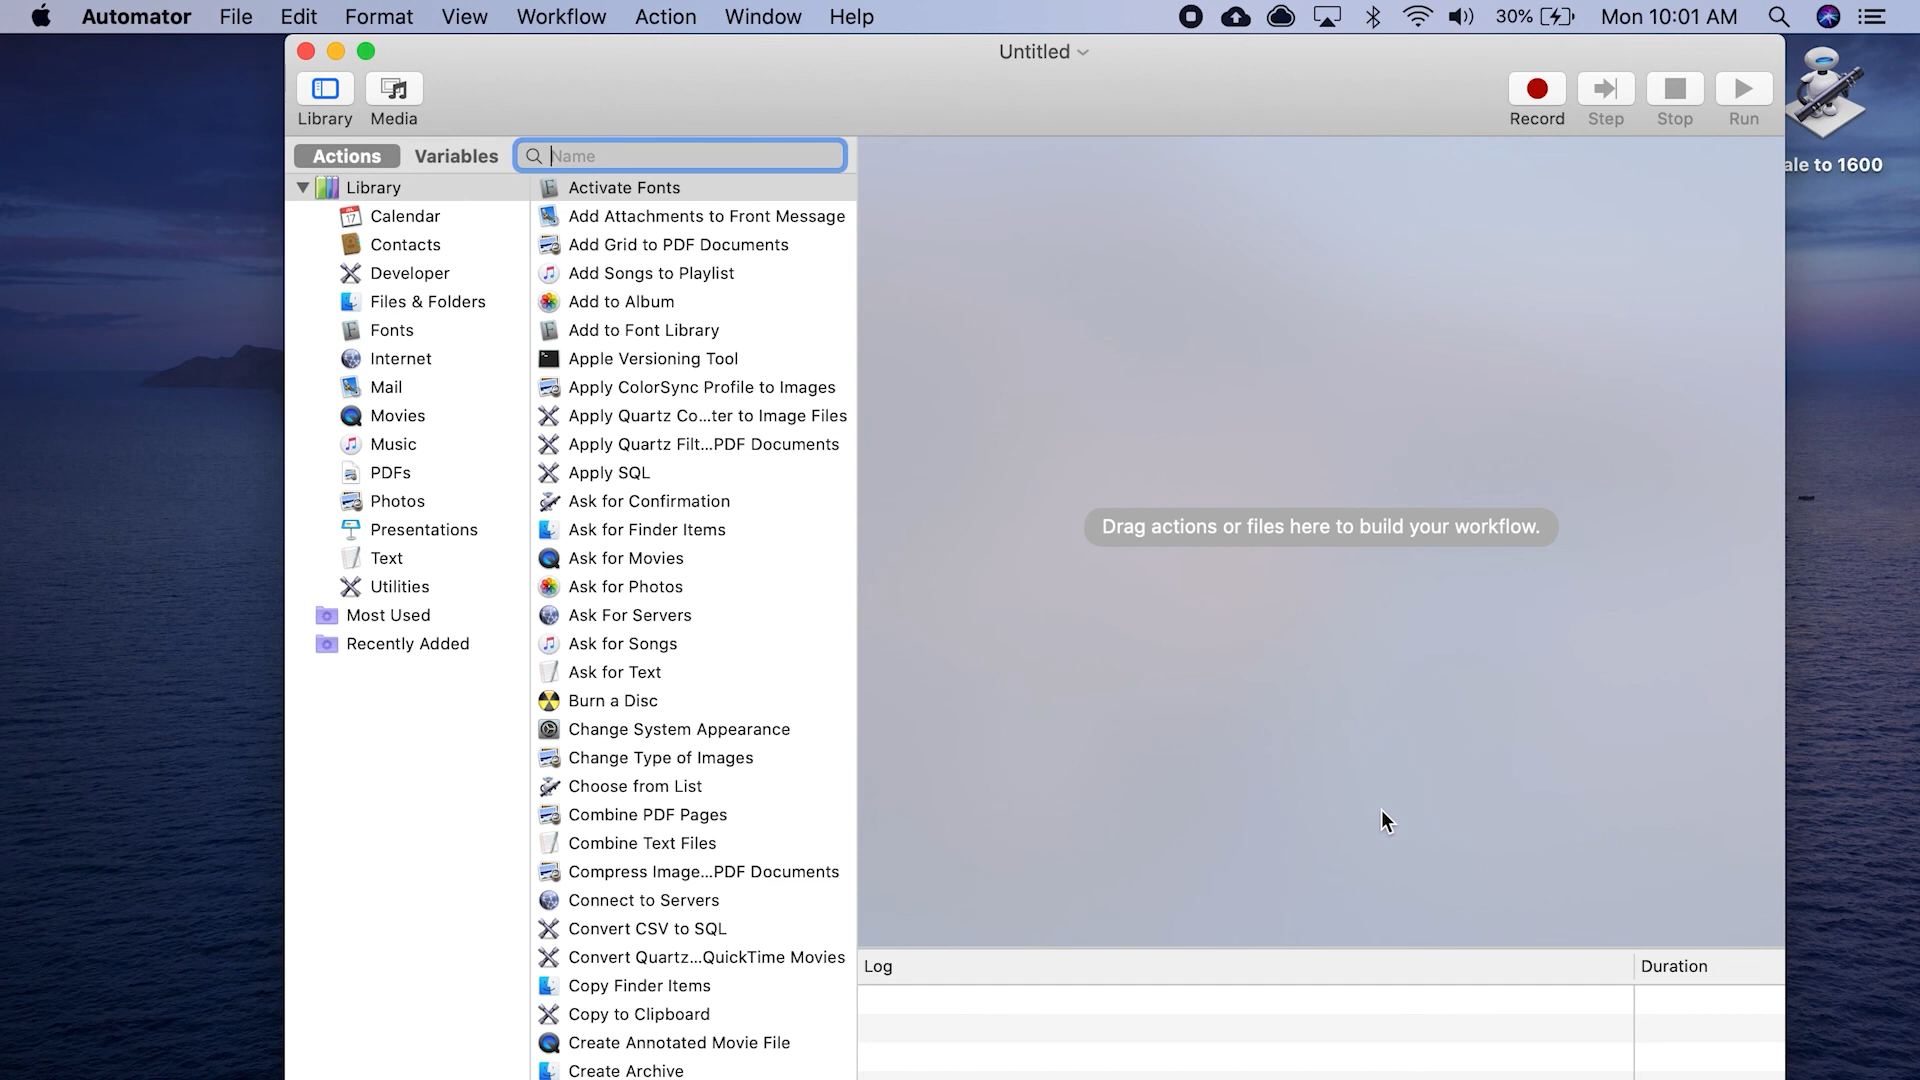 Automator File Edit Format View Workflow Action Window Help 30% Mon 10:01 AM
Untitled
Library Media Record Step Stop Run
Actions Variables Name
ale to 1600
Library
17
Calendar
Contacts
Developer
Files & Folders
Fonts
Internet
Mail
Movies
Music
PDFs
Photos
Presentations
Text
Utilities
Most Used
Recently Added
Activate Fonts
Add Attachments to Front Message
Add Grid to PDF Documents
Add Songs to Playlist
Add to Album
Add to Font Library
Apple Versioning Tool
Apply ColorSync Profile to Images
Apply Quartz Co...ter to Image Files
Apply Quartz Filt...PDF Documents
Apply SQL
Ask for Confirmation
Ask for Finder Items
Ask for Movies
Ask for Photos
Ask For Servers
Ask for Songs
Ask for Text
Burn a Disc
Change System Appearance
Change Type of Images
Choose from List
Combine PDF Pages
Combine Text Files
Compress Image...PDF Documents
Connect to Servers
Convert CSV to SQL
Convert Quartz...QuickTime Movies
Copy Finder Items
Copy to Clipboard
Create Annotated Movie File
Create Archive
Drag actions or files here to build your workflow.
Log Duration